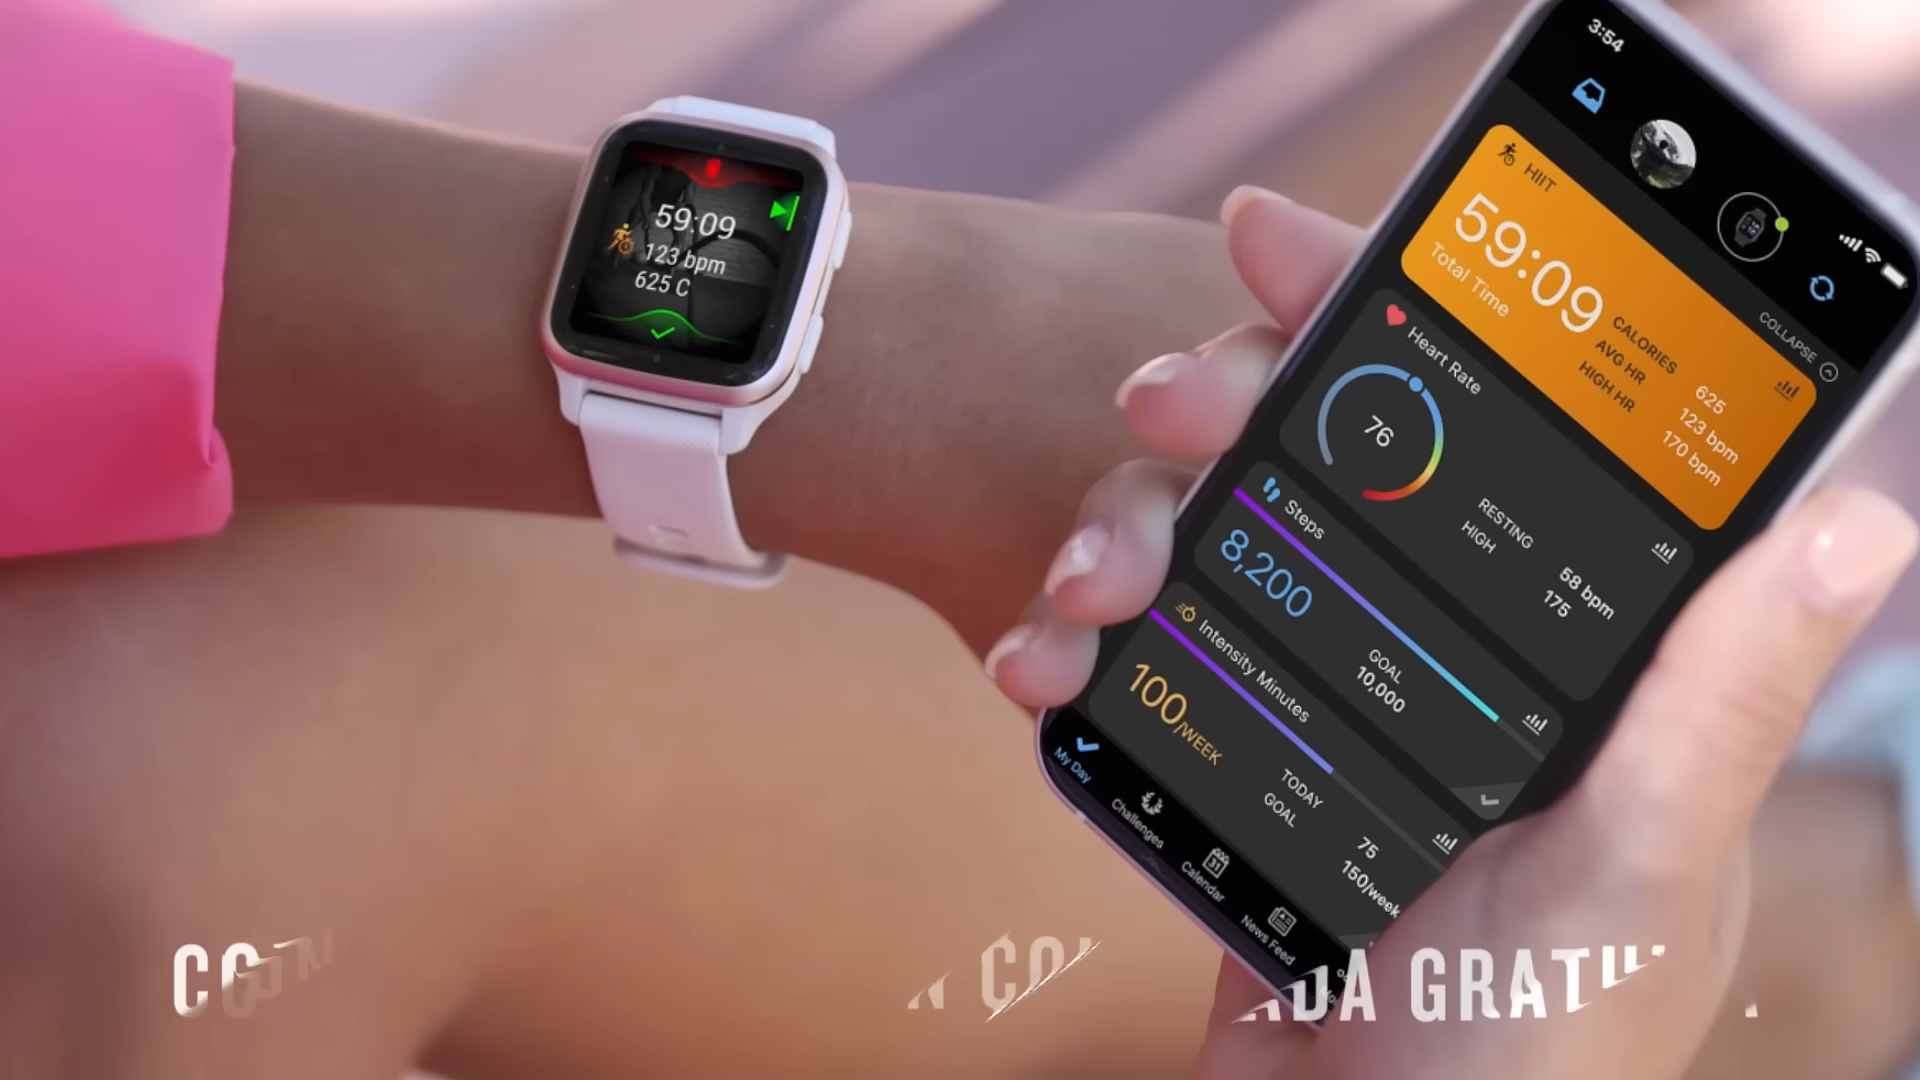 59:09
123 bpm
625 C
3:54
HIIT
59:09
Total Time
CALORIES 625
AVG HR 123 bpm
HIGH HR 170 bpm
COLLAPSE
Heart Rate
76
RESTING 58 bpm
HIGH 175
Steps
8,200
GOAL
10,000
Intensity Minutes
100/WEEK
TODAY 75
GOAL 150/week
My Day
Challenges
Calendar
News Feed